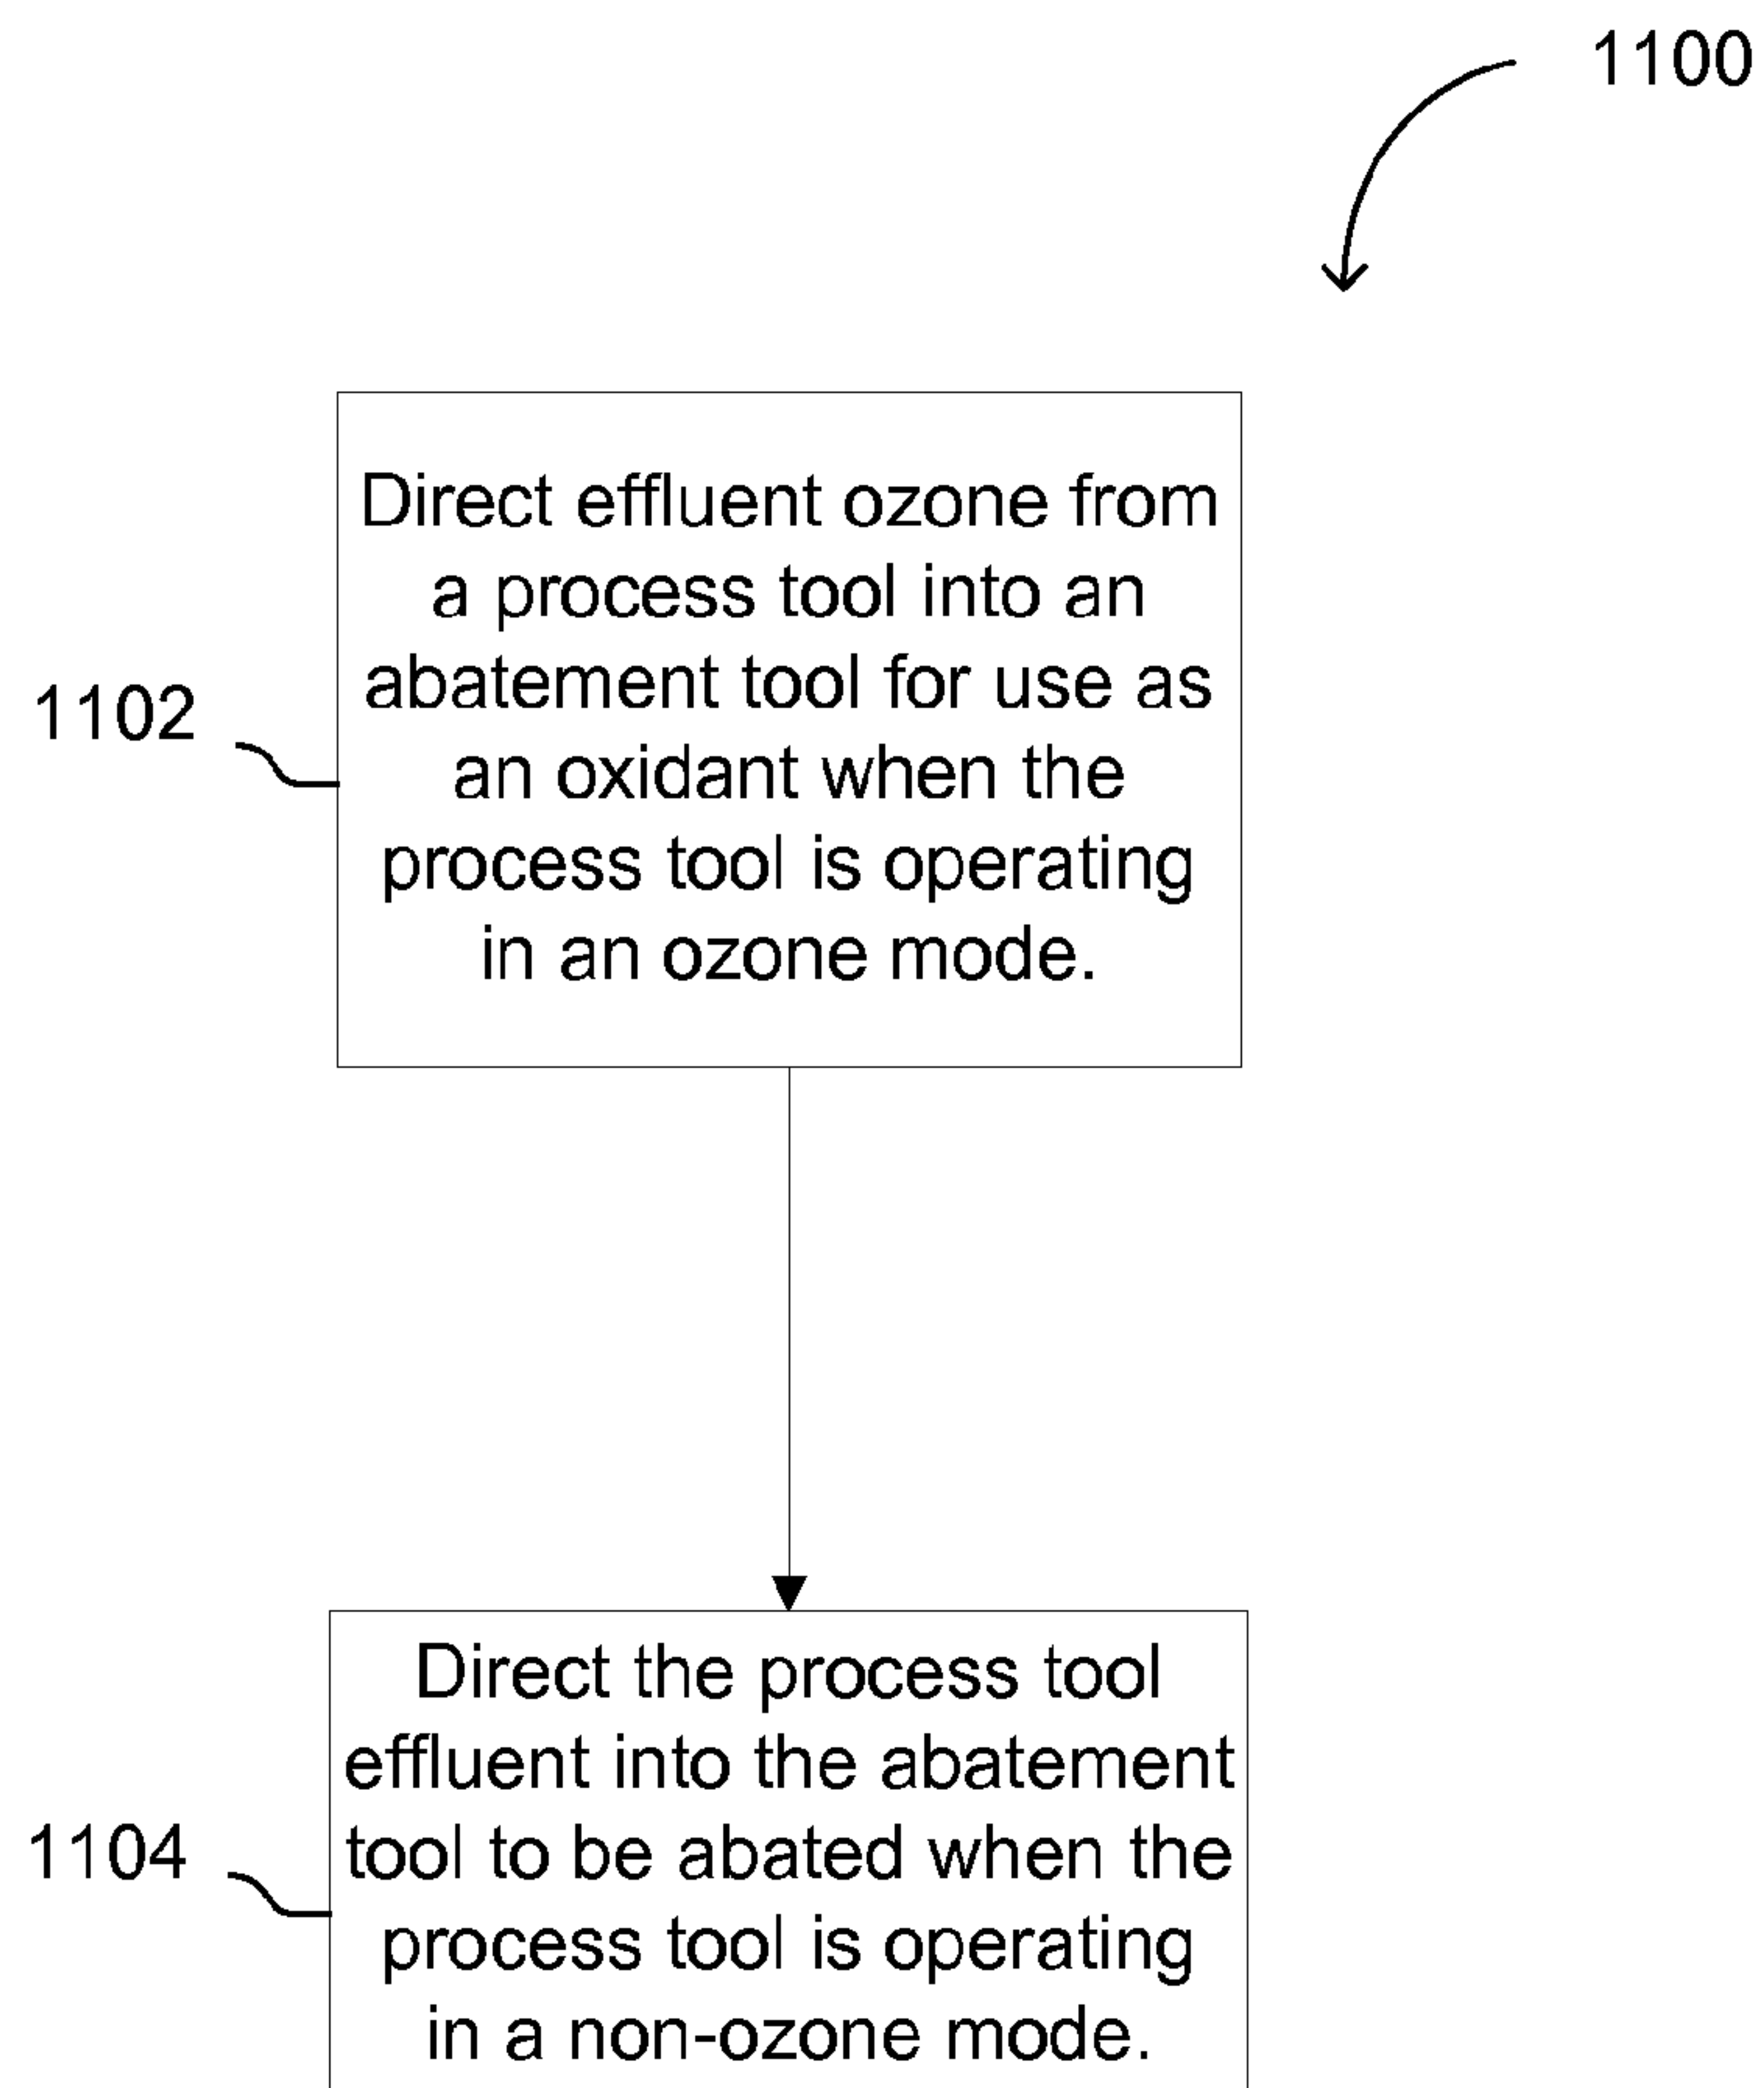 1100
Direct effluent ozone from
a process tool into an
abatement tool for use as
an oxidant when the
process tool is operating
in an ozone mode.
1102
Direct the process tool
effluent into the abatement
tool to be abated when the
process tool is operating
in a non-ozone mode.
1104